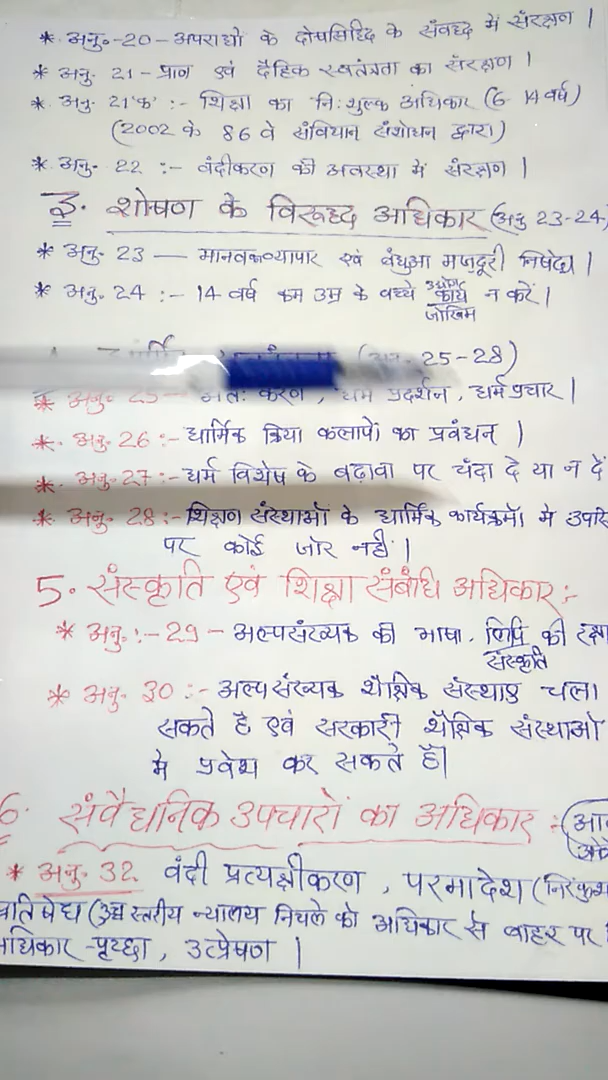 * अनु०-20 - अपराधों के दोषसिद्दि के संबध्द में संरक्षण |
* अनु. 21 - प्राण एवं दैहिक स्वतंत्रता का संरक्षण |
* अनु. 21'क' :- शिक्षा का नि:शुल्क अधिकार (6-14 वर्ष)
(2002 के 86 वे संविधान संशोधन द्वारा)
* अनु. 22 :- बंदीकरण की अवस्था में संरक्षण |
3. शोषण के विरूध्द अधिकार (अनु 23-24)
* अनु. 23 — मानव व्यापार एवं बंधुआ मजदूरी निषेध |
* अनु. 24 :- 14 वर्ष कम उम्र के बच्चे उद्योग कार्य जोखिम न करें |
25-28)
* अनु. 25 - अंत: करण, धर्म प्रदर्शन, धर्म प्रचार |
* अनु. 26 :- धार्मिक क्रिया कलापों का प्रबंधन |
* अनु. 27 :- धर्म विशेष के बढ़ावा पर चंदा दे या न दें
* अनु. 28 :- शिक्षण संस्थाओं के धार्मिक कार्यक्रमों मे
पर कोई जोर नहीं |
5. संस्कृति एवं शिक्षा संबंधि अधिकार :-
* अनु. :- 29 - अल्पसंख्यक की भाषा, लिपि की रक्षा
संस्कृति
* अनु. 30 :- अल्पसंख्यक शैक्षिक संस्थाए चला
सकते है एवं सरकारी शैक्षिक संस्थाओ
मे प्रवेश कर सकते हैं|
6. संवैधानिक उपचारों का अधिकार :-
* अनु. 32 बंदी प्रत्यक्षीकरण, परमादेश
प्रतिषेध (उच्च स्तरीय न्यालय निचले को अधिकार से बाहर पर
अधिकार-पृच्छा, उत्प्रेषण |